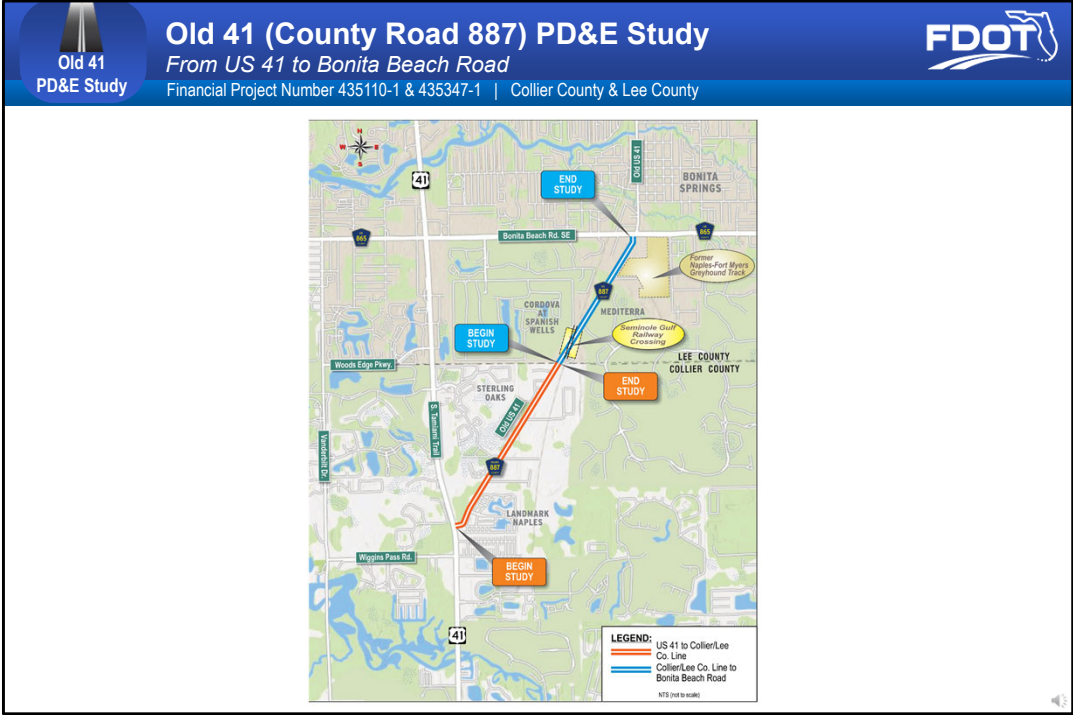 Old 41
PD&E Study
Old 41 (County Road 887) PD&E Study
From US 41 to Bonita Beach Road
Financial Project Number 435110-1 & 435347-1 | Collier County & Lee County
FDOT
N
W E
S
41
Old US 41
BONITA
SPRINGS
END
STUDY
865
Bonita Beach Rd. SE
865
Former
Naples-Fort Myers
Greyhound Track
887
CORDOVA
AT
SPANISH
WELLS
MEDITERRA
BEGIN
STUDY
Seminole Gulf
Railway
Crossing
LEE COUNTY
COLLIER COUNTY
Woods Edge Pkwy.
END
STUDY
STERLING
OAKS
Old US 41
S. Tamiami Trail
Vanderbilt Dr.
887
LANDMARK
NAPLES
Wiggins Pass Rd.
BEGIN
STUDY
41
LEGEND:
US 41 to Collier/Lee
Co. Line
Collier/Lee Co. Line to
Bonita Beach Road
NTS (not to scale)